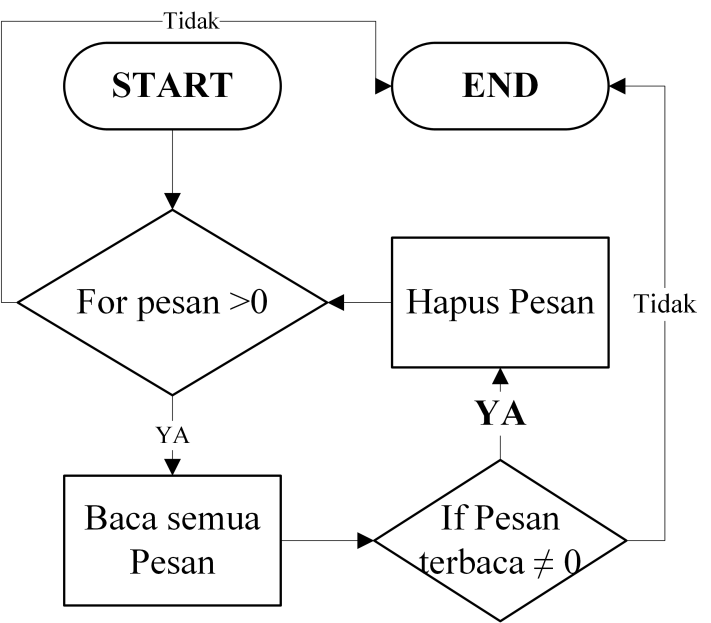 Tidak
START
END
For pesan >0
Hapus Pesan
Tidak
YA
YA
Baca semua
Pesan
If Pesan
terbaca ≠ 0